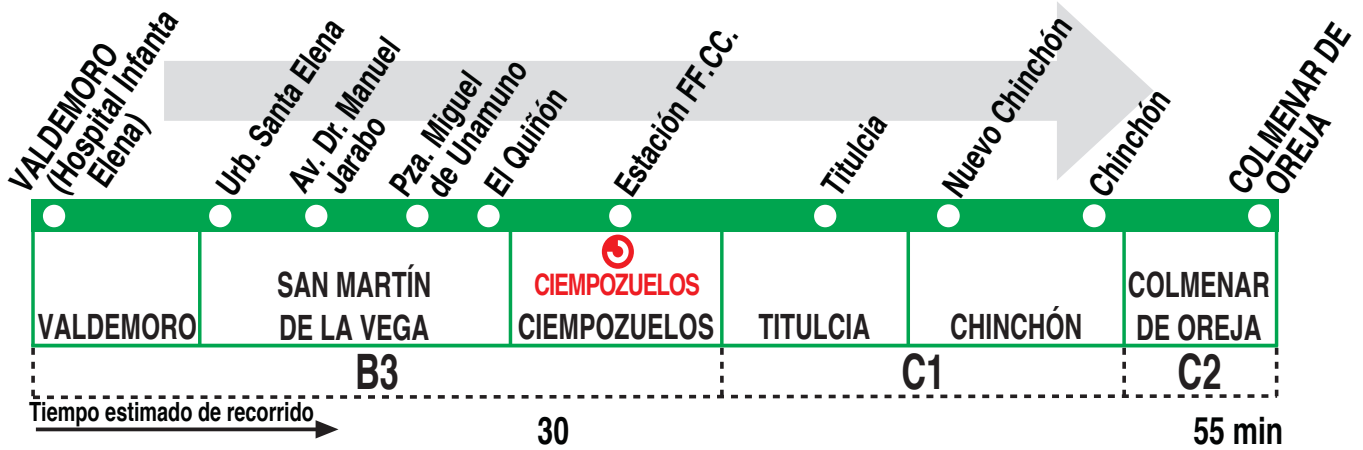 VALDEMORO
(Hospital Infanta
Elena)
Urb. Santa Elena
Av. Dr. Manuel
Jarabo
Pza. Miguel
de Unamuno
El Quiñón
Estación FF.CC.
Titulcia
Nuevo Chinchón
Chinchón
COLMENAR DE
OREJA
VALDEMORO
SAN MARTÍN
DE LA VEGA
CIEMPOZUELOS
CIEMPOZUELOS
TITULCIA
CHINCHÓN
COLMENAR
DE OREJA
B3
C1
C2
Tiempo estimado de recorrido
30
55 min